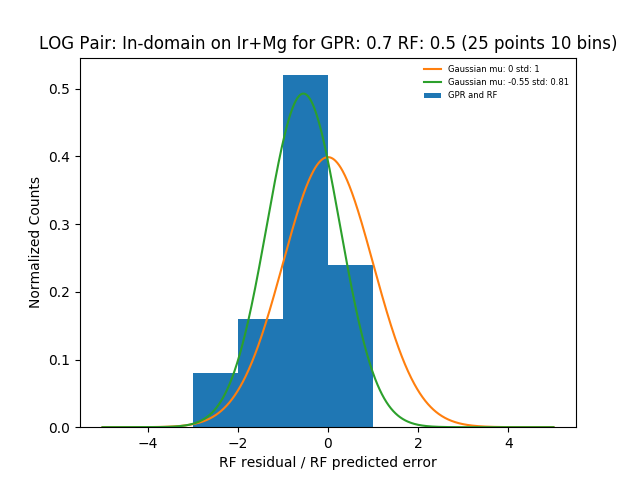 LOG Pair: In-domain on Ir+Mg for GPR: 0.7 RF: 0.5 (25 points 10 bins)
Gaussian mu: 0 std: 1
Gaussian mu: -0.55 std: 0.81
GPR and RF
Normalized Counts
0.5
0.4
0.3
0.2
0.1
0.0
−4 −2 0 2 4
RF residual / RF predicted error